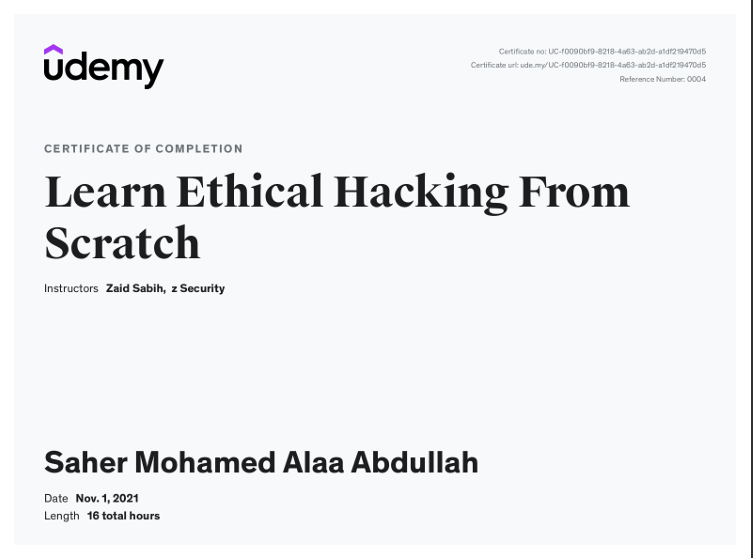 udemy
Certificate no: UC-f0090bf9-8218-4a63-ab2d-a1df219470d5
Certificate url: ude.my/UC-f0090bf9-8218-4a63-ab2d-a1df219470d5
Reference Number: 0004
CERTIFICATE OF COMPLETION
Learn Ethical Hacking From
Scratch
Instructors Zaid Sabih, z Security
Saher Mohamed Alaa Abdullah
Date Nov. 1, 2021
Length 16 total hours